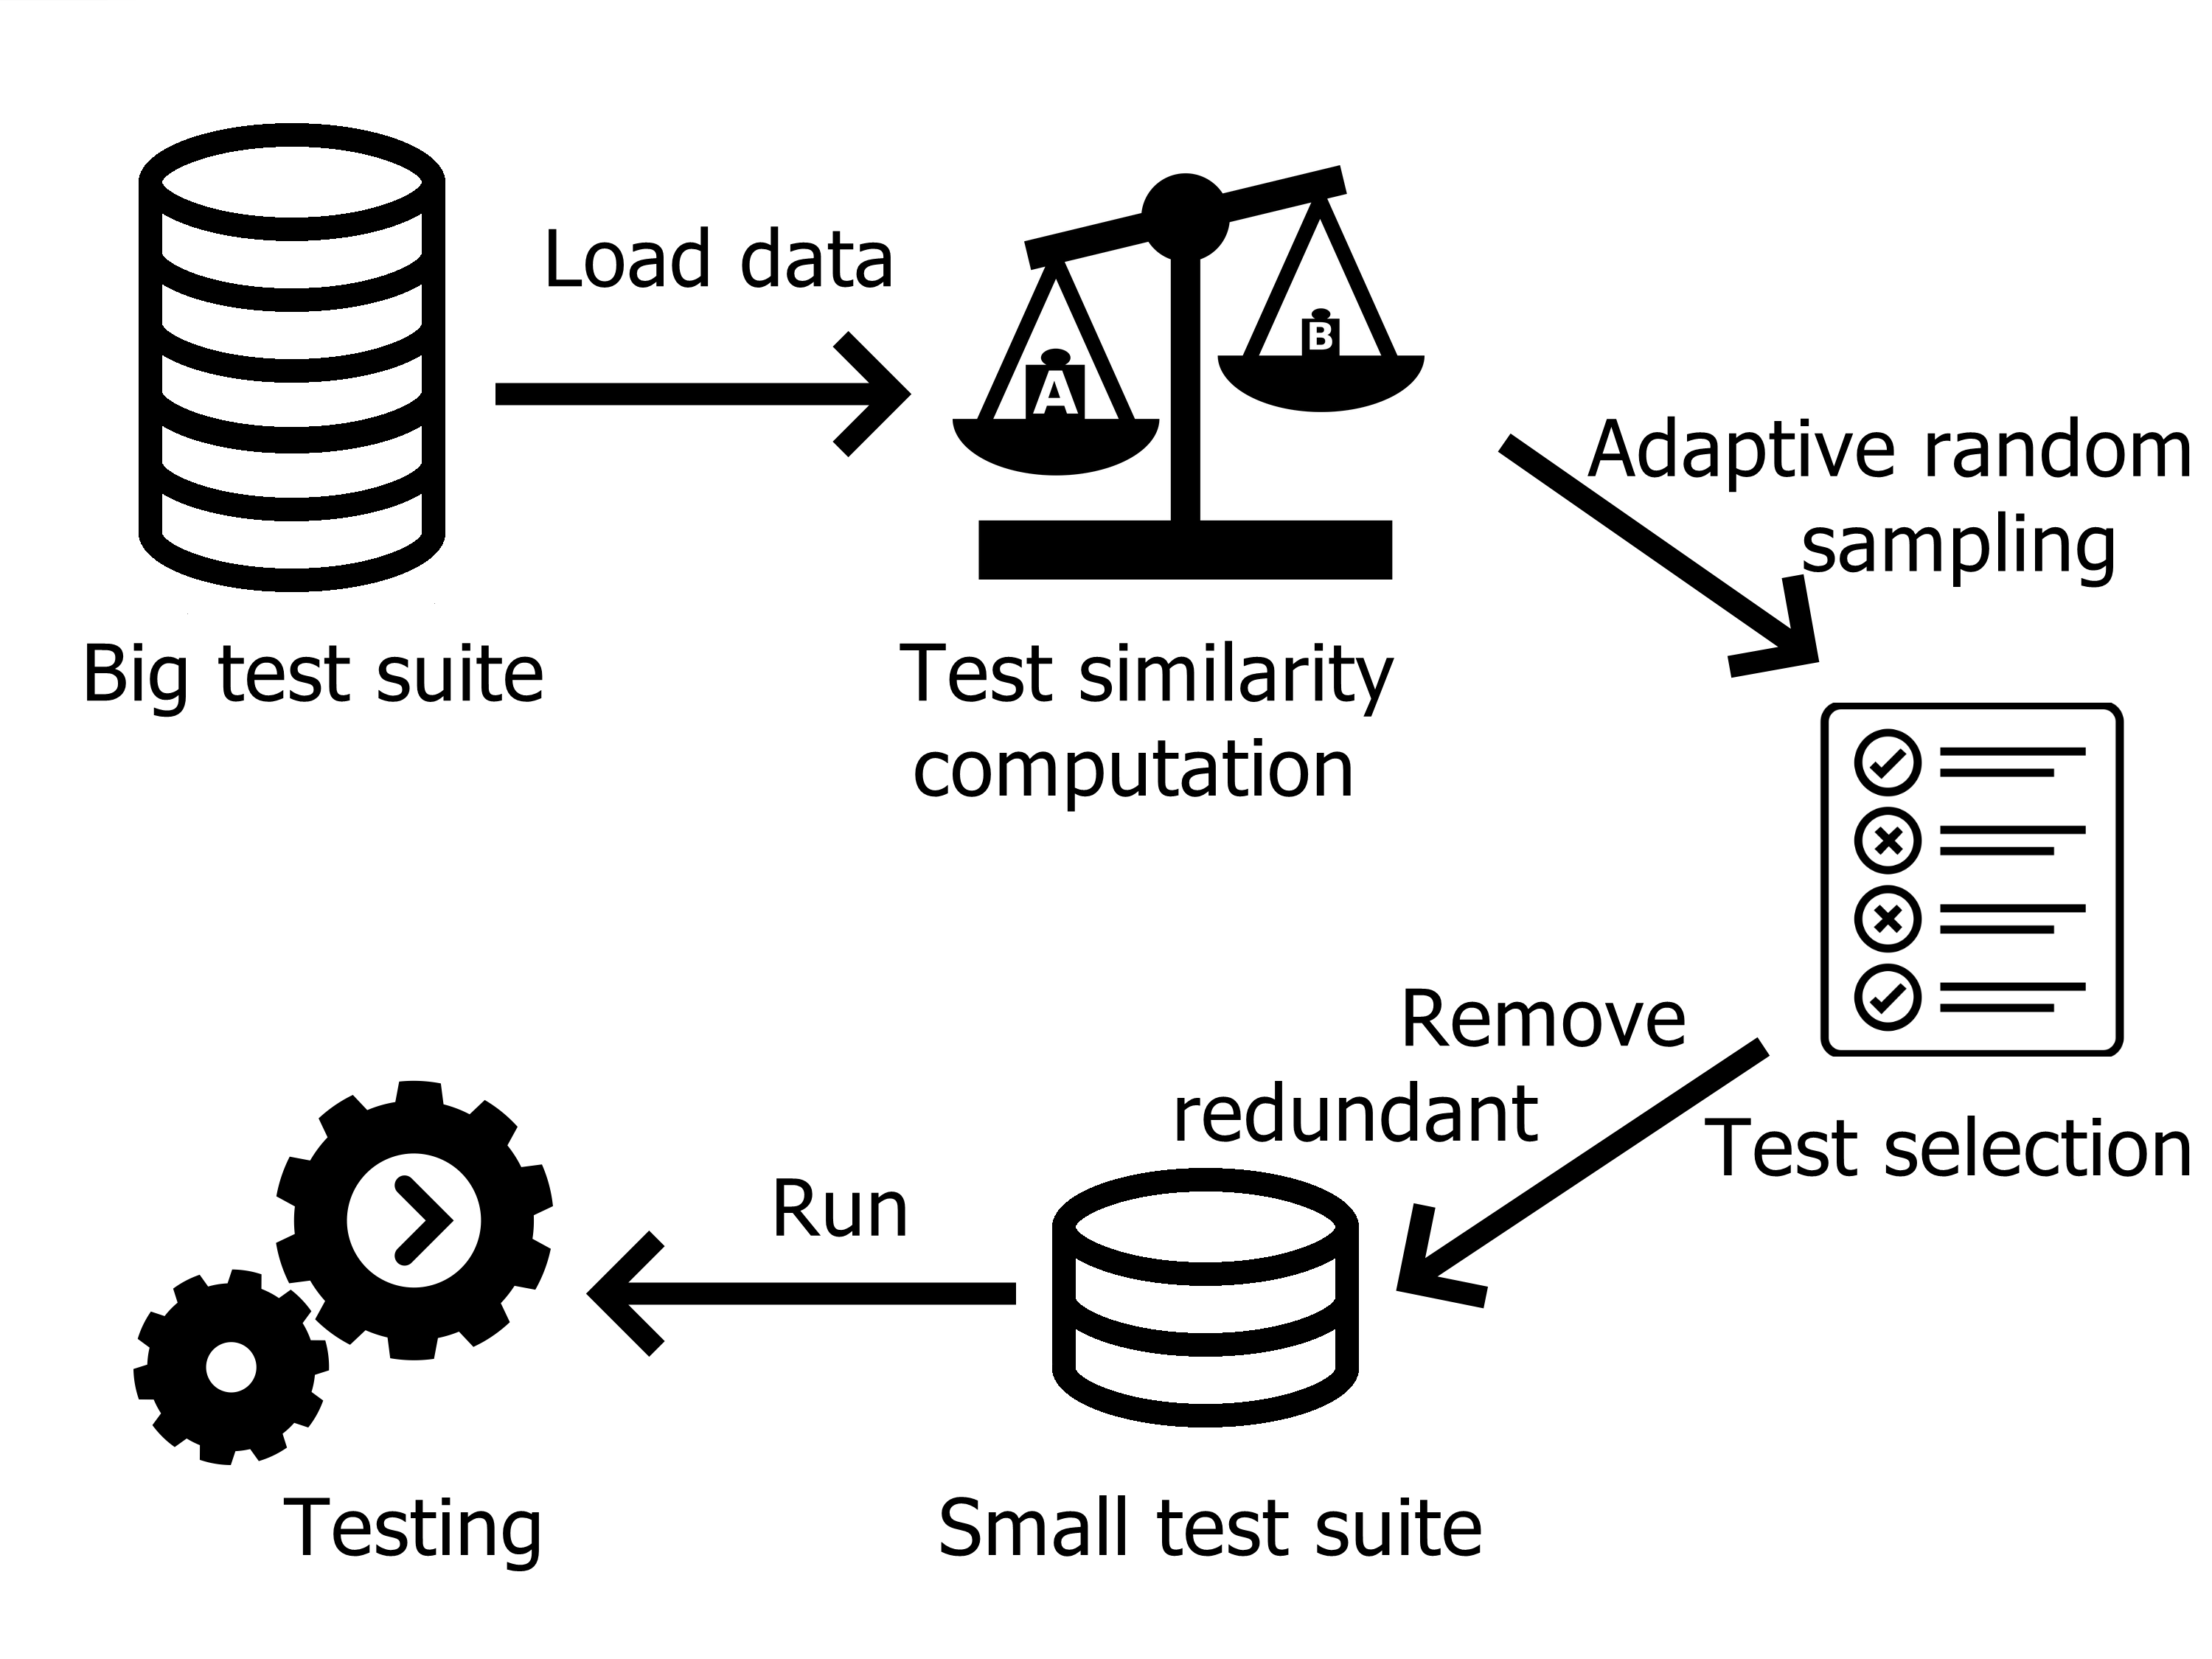 Load data
A
B
Big test suite
Test similarity
computation
Adaptive random
sampling
Test selection
Remove
redundant
Small test suite
Run
Testing